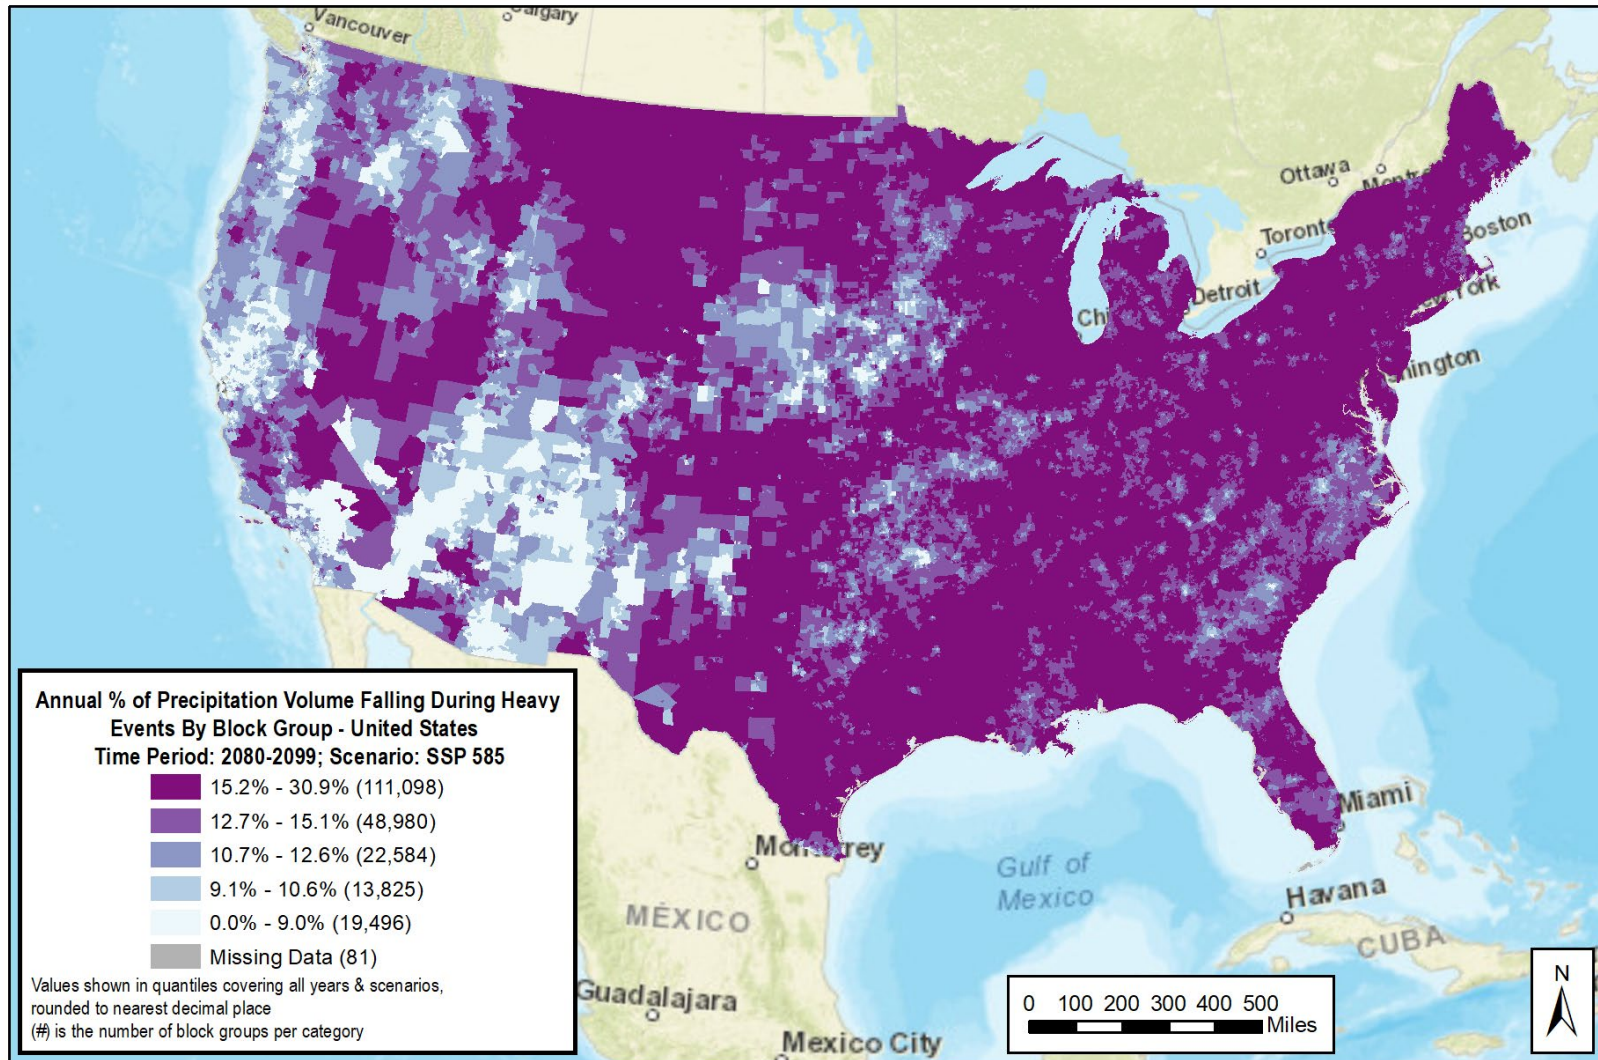 Vancouver
Calgary
Ottawa
Toronto
Boston
Detroit
Miami
Monterrey
Gulf of
Mexico
Havana
MÉXICO
CUBA
Guadalajara
Mexico City
Annual % of Precipitation Volume Falling During Heavy
Events By Block Group - United States
Time Period: 2080-2099; Scenario: SSP 585
15.2% - 30.9% (111,098)
12.7% - 15.1% (48,980)
10.7% - 12.6% (22,584)
9.1% - 10.6% (13,825)
0.0% - 9.0% (19,496)
Missing Data (81)
Values shown in quantiles covering all years & scenarios,
rounded to nearest decimal place
(#) is the number of block groups per category
0 100 200 300 400 500
Miles
N